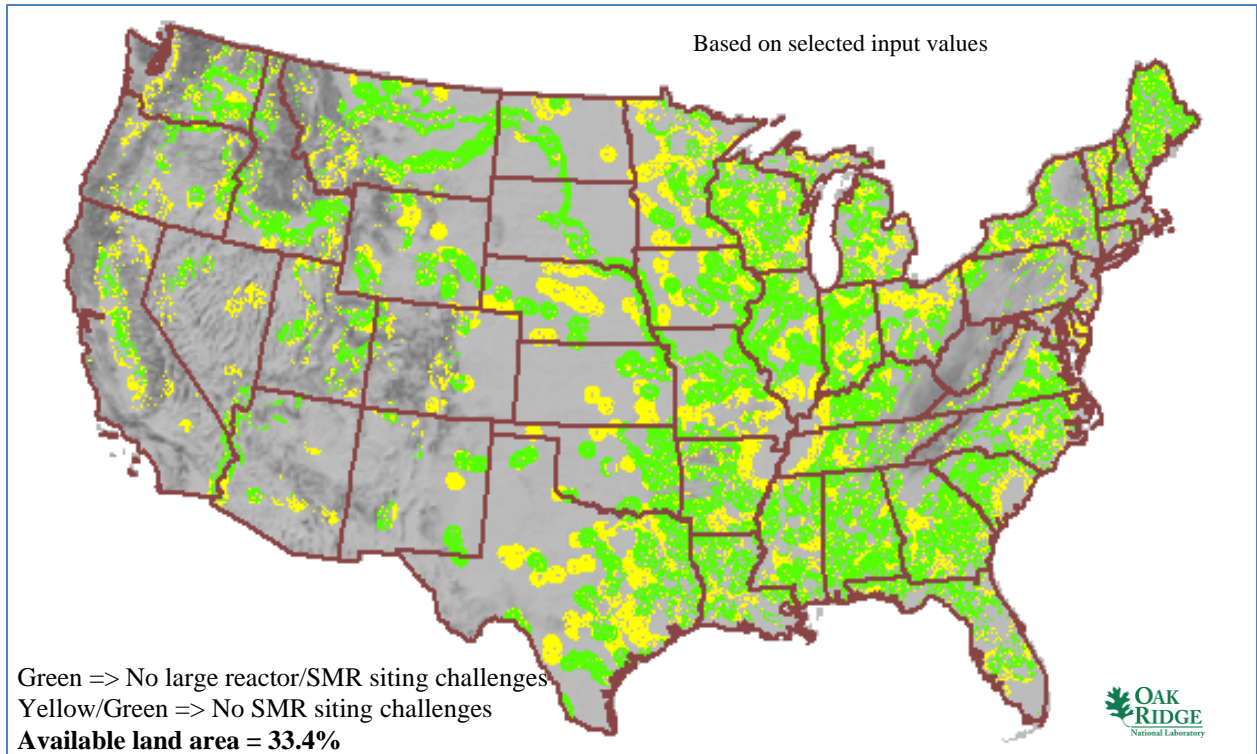 Based on selected input values
Green => No large reactor/SMR siting challenges
Yellow/Green => No SMR siting challenges
Available land area = 33.4%
OAK
RIDGE
National Laboratory